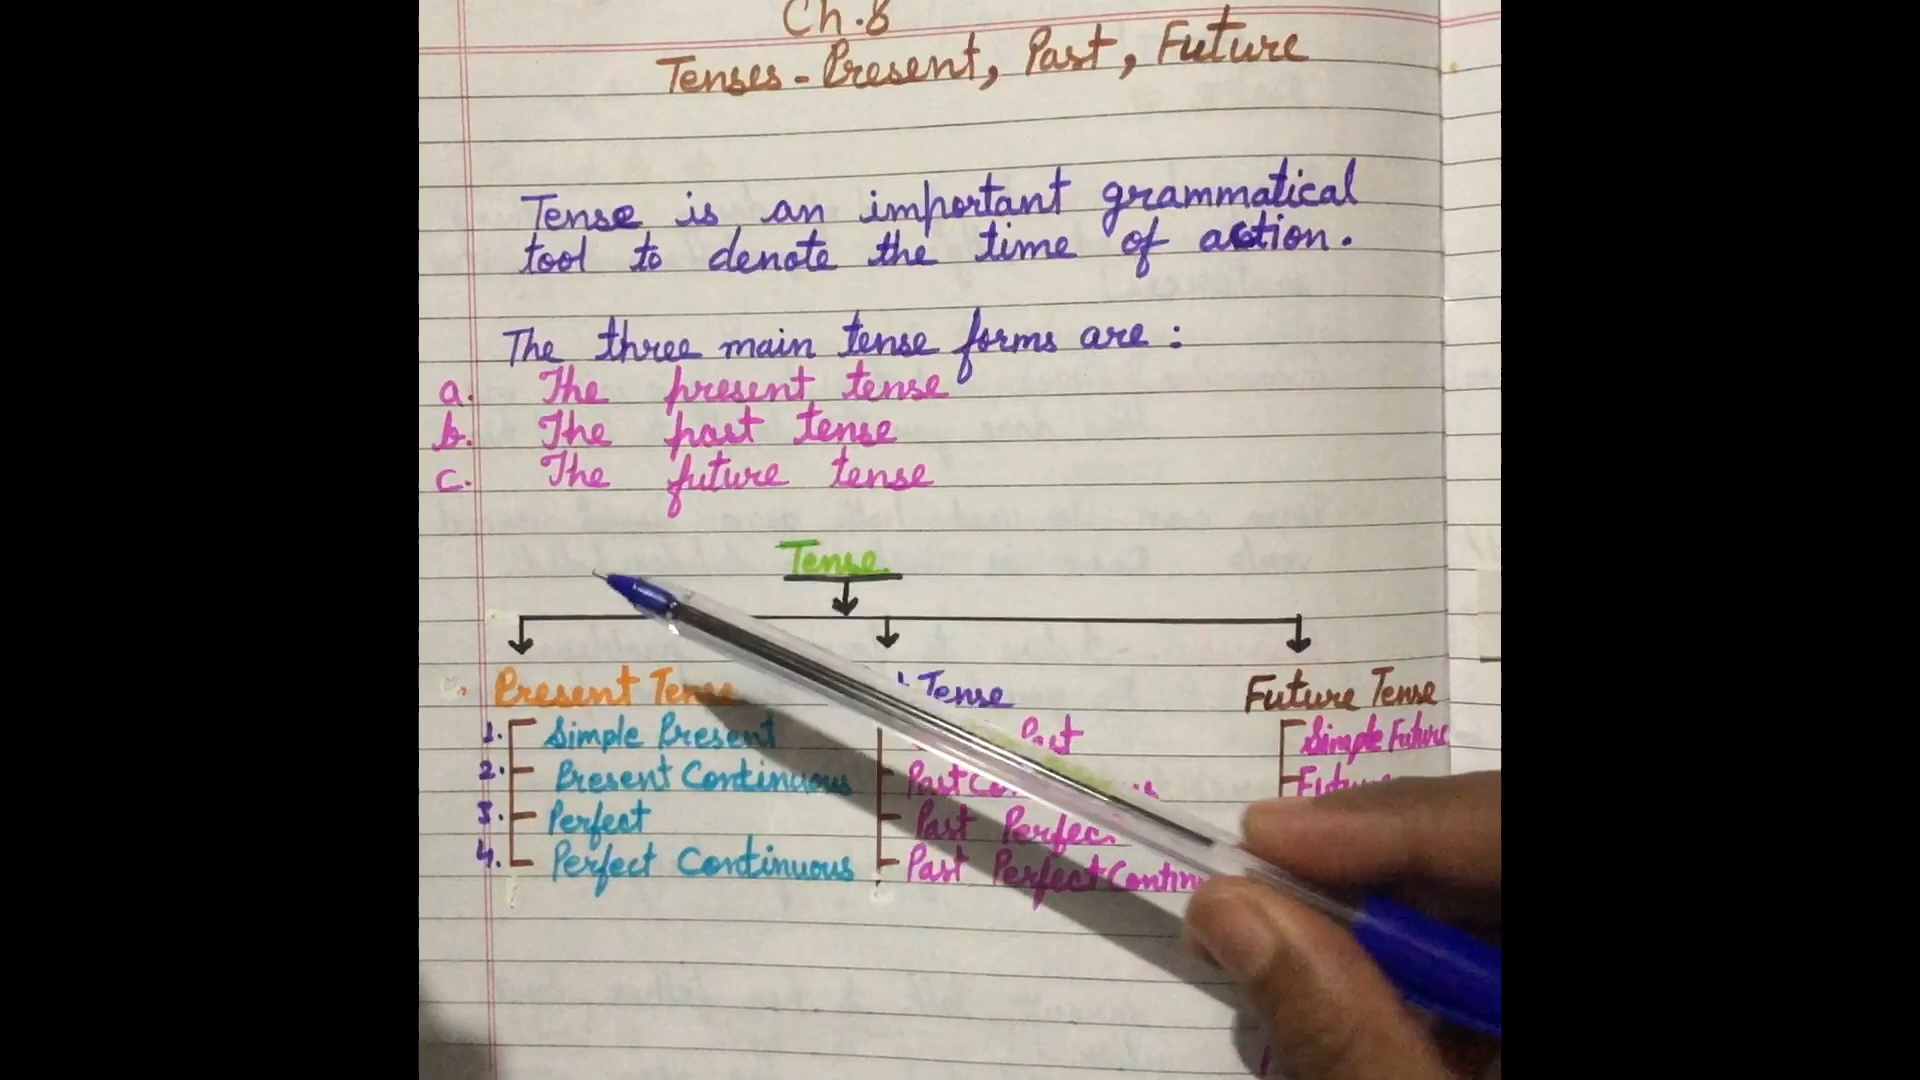 Ch.8
Tenses - Present, Past, Future
Tense is an important grammatical
tool to denote the time of action.
The three main tense forms are :
a. The present tense
b. The past tense
c. The future tense
Tense
Present Tense
1. Simple Present
2. Present Continuous
3. Perfect
4. Perfect Continuous
Tense
Past
Past
Past Perfec
Past Perfect Contin
Future Tense
Simple Future